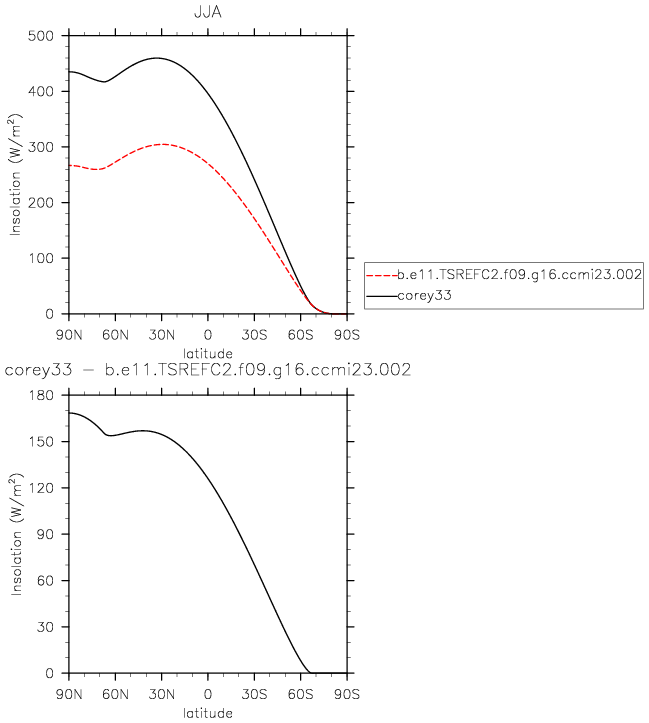 JJA
500
400
300
200
100
0
Insolation (W/m²)
90N 60N 30N 0 30S 60S 90S
latitude
b.e11.TSREFC2.f09.g16.ccmi23.002
corey33
corey33 − b.e11.TSREFC2.f09.g16.ccmi23.002
180
150
120
90
60
30
0
Insolation (W/m²)
90N 60N 30N 0 30S 60S 90S
latitude